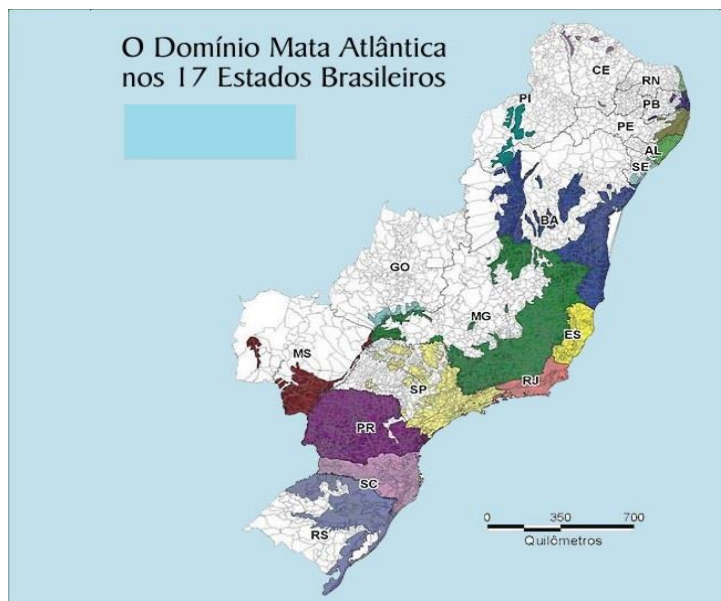 O Domínio Mata Atlântica
nos 17 Estados Brasileiros
CE
RN
PI
PB
PE
AL
SE
BA
GO
MG
ES
MS
SP
RJ
PR
SC
RS
0 350 700
Quilômetros